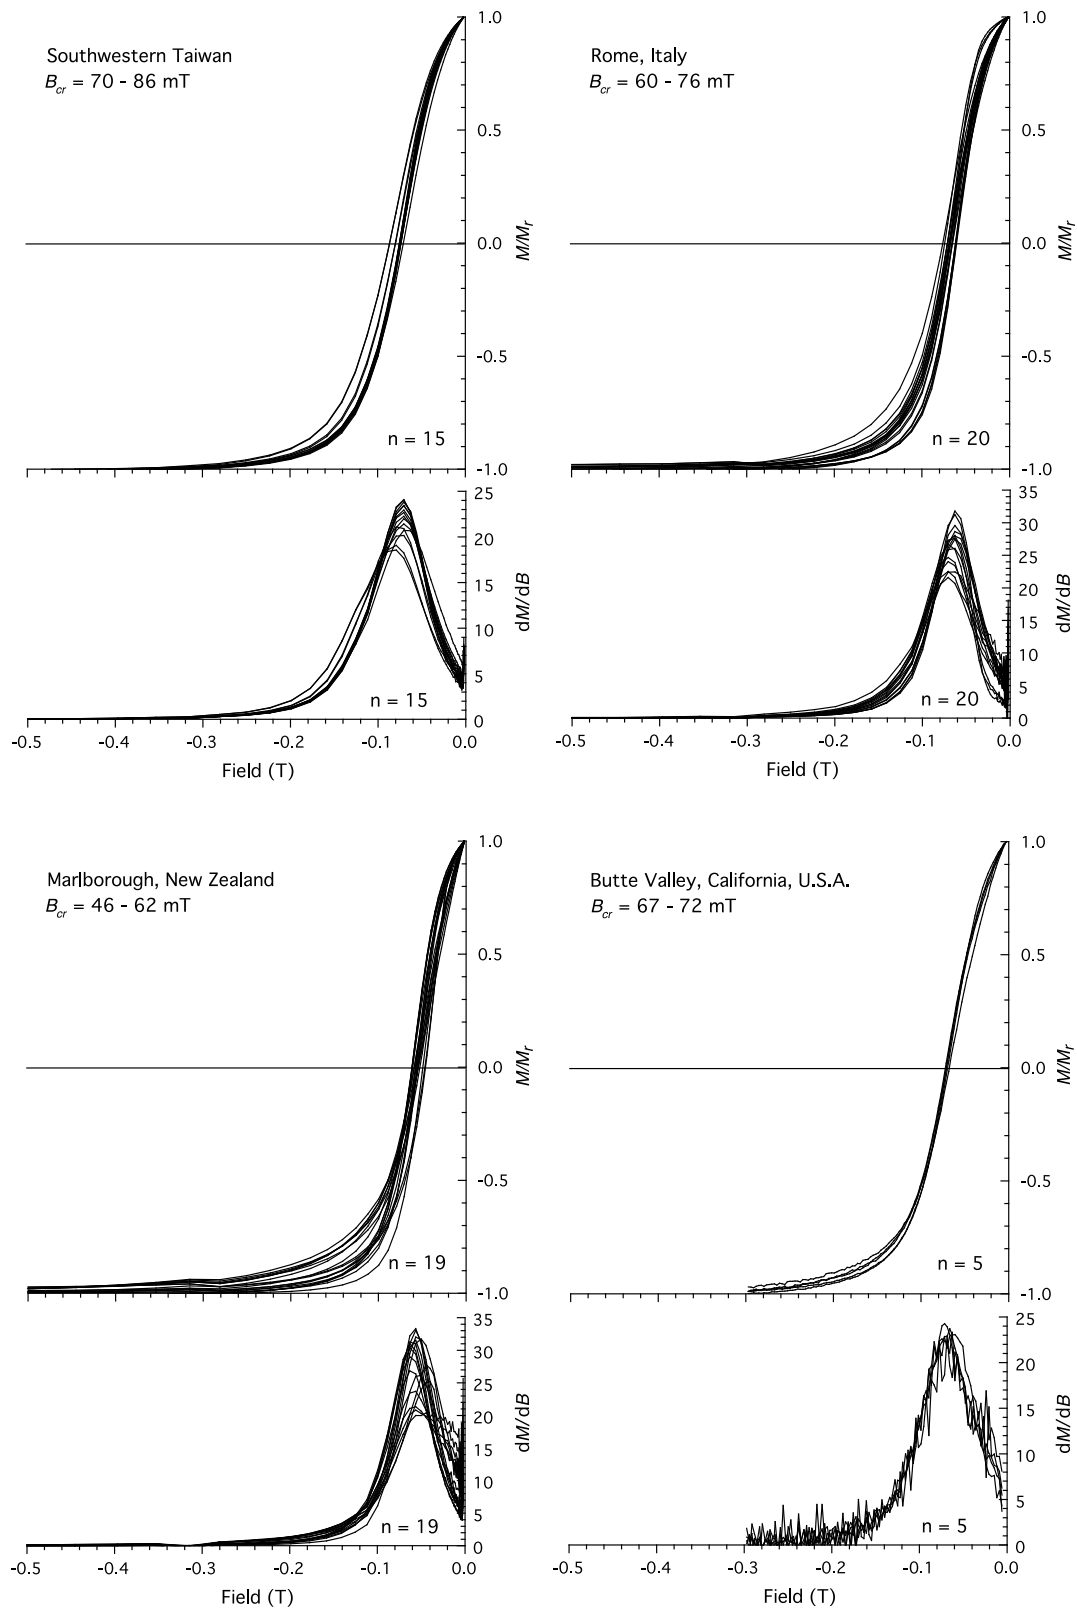 Southwestern Taiwan
Bcr = 70 - 86 mT
1.0
0.5
0.0
-0.5
-1.0
M/Mr
n = 15
25
20
15
10
5
0
dM/dB
n = 15
-0.5 -0.4 -0.3 -0.2 -0.1 0.0
Field (T)
Rome, Italy
Bcr = 60 - 76 mT
1.0
0.5
0.0
-0.5
-1.0
M/Mr
n = 20
35
30
25
20
15
10
5
0
dM/dB
n = 20
-0.5 -0.4 -0.3 -0.2 -0.1 0.0
Field (T)
Marlborough, New Zealand
Bcr = 46 - 62 mT
1.0
0.5
0.0
-0.5
-1.0
M/Mr
n = 19
35
30
25
20
15
10
5
0
dM/dB
n = 19
-0.5 -0.4 -0.3 -0.2 -0.1 0.0
Field (T)
Butte Valley, California, U.S.A.
Bcr = 67 - 72 mT
1.0
0.5
0.0
-0.5
-1.0
M/Mr
n = 5
25
20
15
10
5
0
dM/dB
n = 5
-0.5 -0.4 -0.3 -0.2 -0.1 0.0
Field (T)